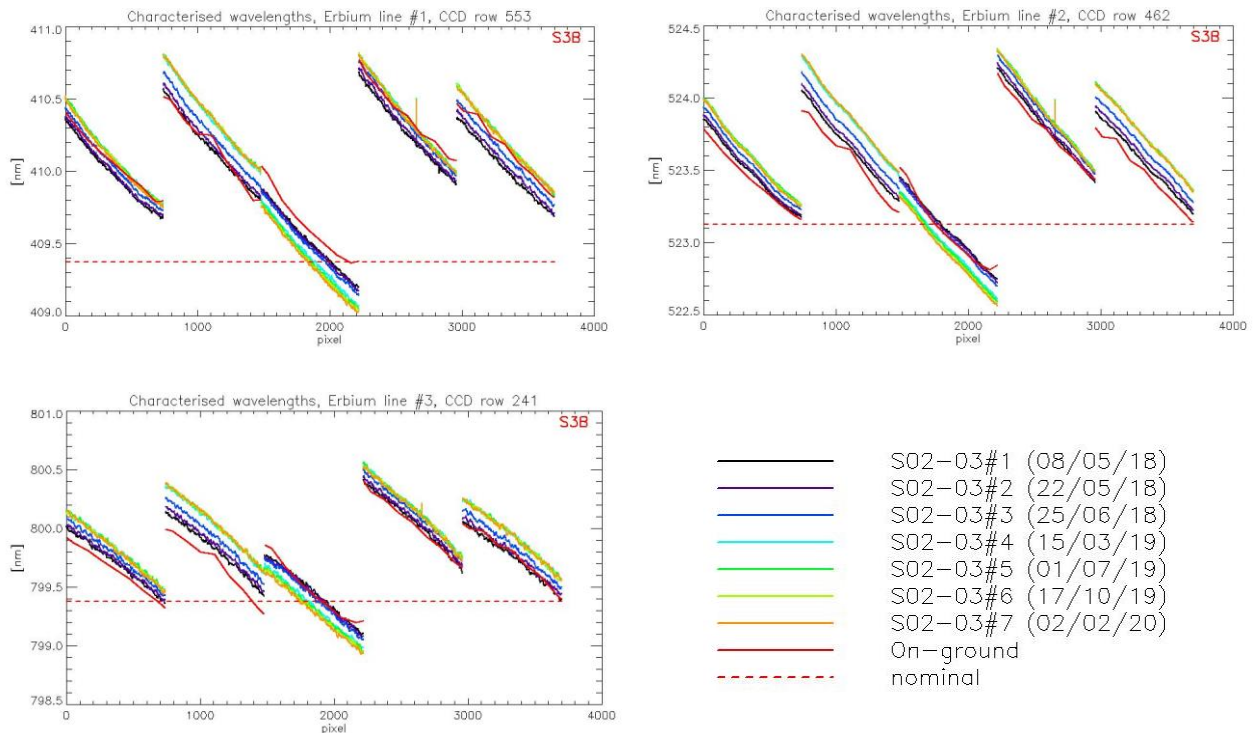 Characterised wavelengths, Erbium line #1, CCD row 553
S3B
411.0
410.5
410.0
409.5
409.0
[nm]
0 1000 2000 3000 4000
pixel
Characterised wavelengths, Erbium line #2, CCD row 462
S3B
524.5
524.0
523.5
523.0
522.5
[nm]
0 1000 2000 3000 4000
pixel
Characterised wavelengths, Erbium line #3, CCD row 241
S3B
801.0
800.5
800.0
799.5
799.0
798.5
[nm]
0 1000 2000 3000 4000
pixel
S02-03#1 (08/05/18)
S02-03#2 (22/05/18)
S02-03#3 (25/06/18)
S02-03#4 (15/03/19)
S02-03#5 (01/07/19)
S02-03#6 (17/10/19)
S02-03#7 (02/02/20)
On-ground
nominal